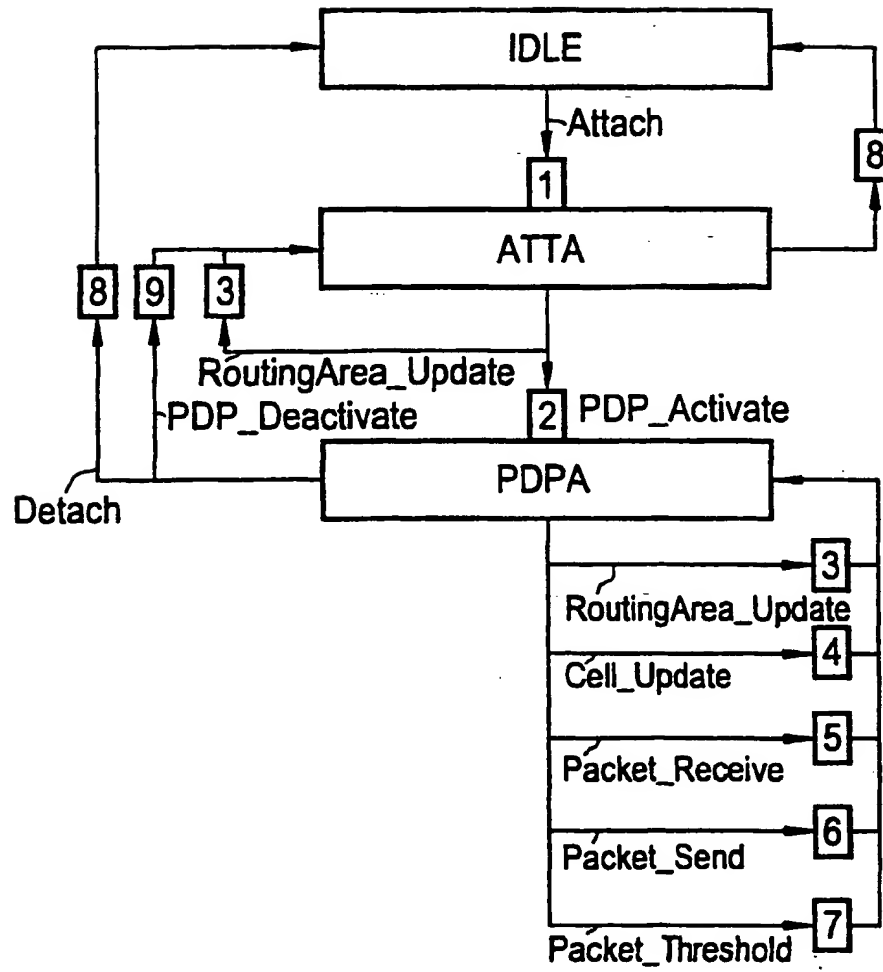 IDLE
Attach
8
1
ATTA
8
9
3
RoutingArea_Update
PDP_Deactivate
2
PDP_Activate
PDPA
Detach
3
RoutingArea_Update
4
Cell_Update
5
Packet_Receive
6
Packet_Send
7
Packet_Threshold